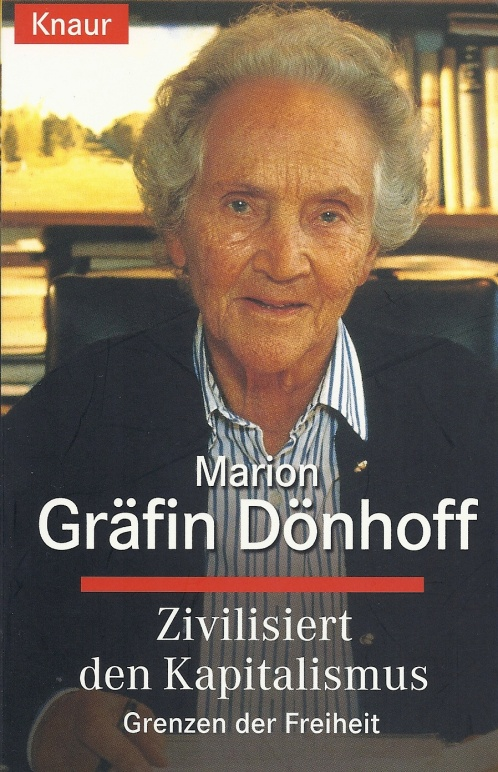 Knaur
Marion
Gräfin Dönhoff
Zivilisiert
den Kapitalismus
Grenzen der Freiheit